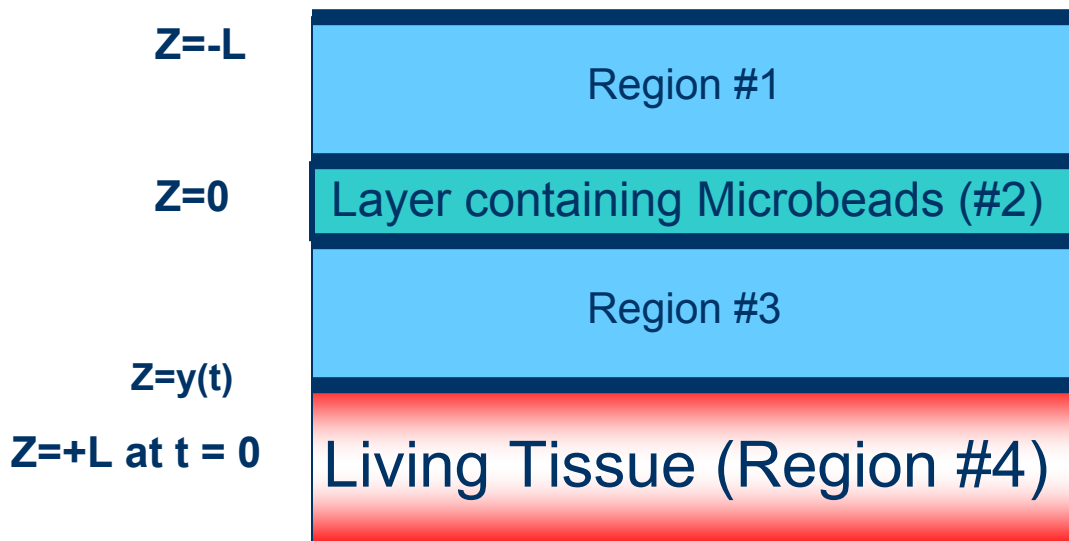 Z=-L
Region #1
Z=0
Layer containing Microbeads (#2)
Region #3
Z=y(t)
Z=+L at t = 0
Living Tissue (Region #4)